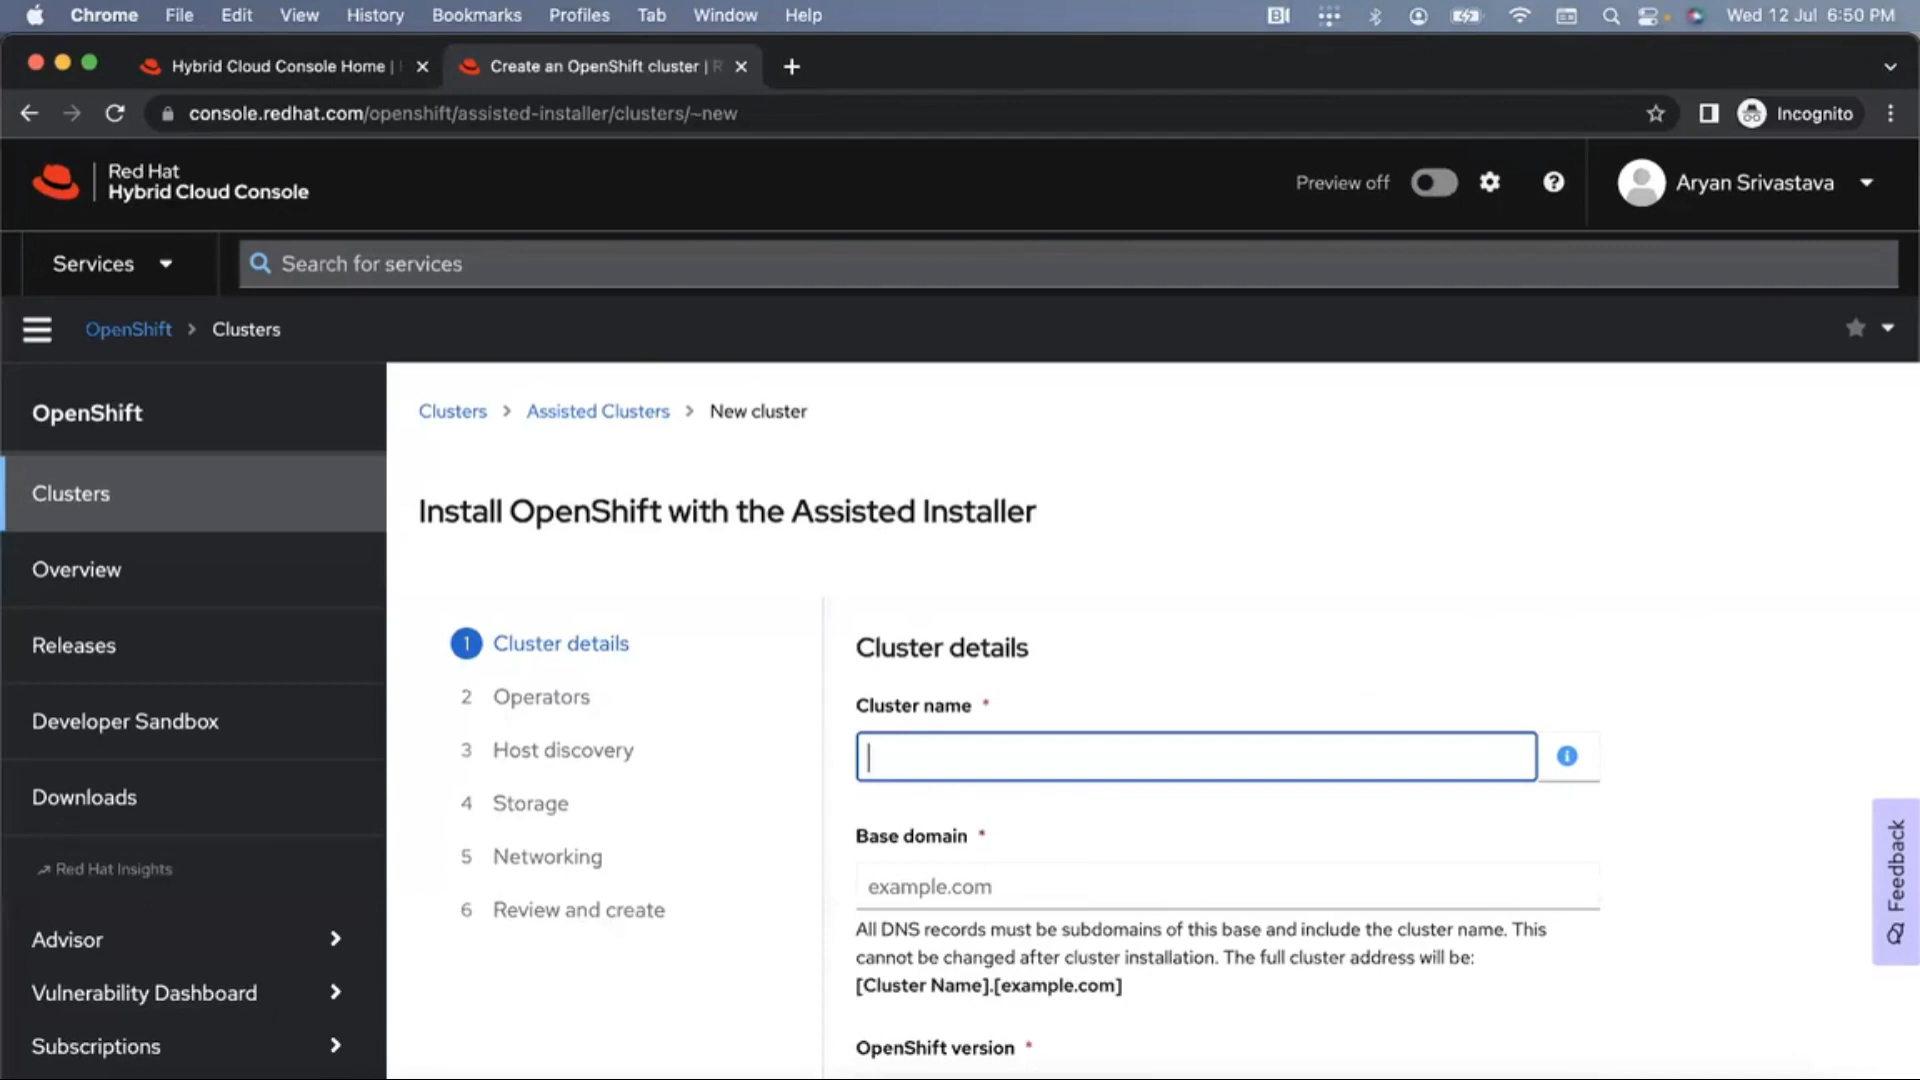 Chrome File Edit View History Bookmarks Profiles Tab Window Help Wed 12 Jul 6:50 PM
Hybrid Cloud Console Home |
Create an OpenShift cluster |
console.redhat.com/openshift/assisted-installer/clusters/~new
Incognito
Red Hat
Hybrid Cloud Console
Preview off
Aryan Srivastava
Services
Search for services
OpenShift > Clusters
OpenShift
Clusters
Overview
Releases
Developer Sandbox
Downloads
Red Hat Insights
Advisor
Vulnerability Dashboard
Subscriptions
Clusters > Assisted Clusters > New cluster
Install OpenShift with the Assisted Installer
1 Cluster details
2 Operators
3 Host discovery
4 Storage
5 Networking
6 Review and create
Cluster details
Cluster name *
Base domain *
example.com
All DNS records must be subdomains of this base and include the cluster name. This
cannot be changed after cluster installation. The full cluster address will be:
[Cluster Name].[example.com]
OpenShift version *
Feedback